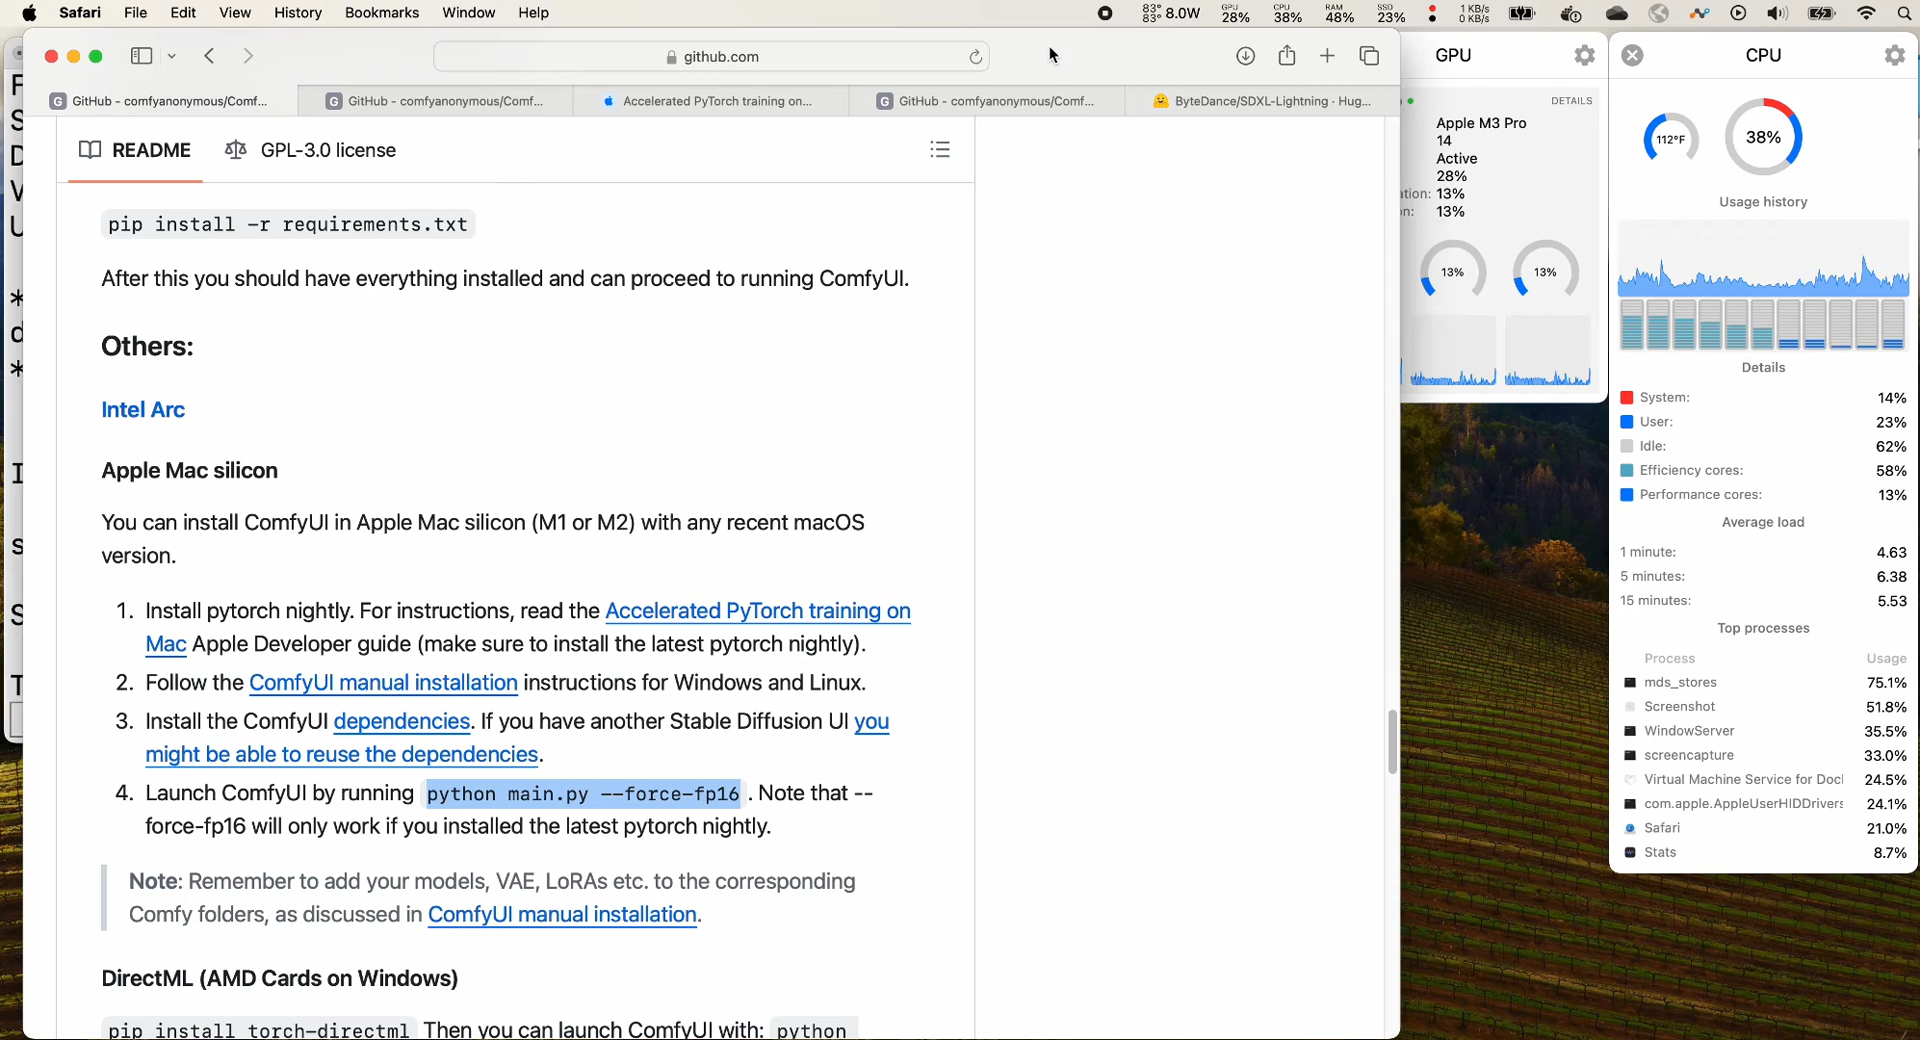 Safari File Edit View History Bookmarks Window Help
83° 83° 8.0W GPU 28% CPU 38% RAM 48% SSD 23% 1 KB/s 0 KB/s
github.com
GitHub - comfyanonymous/Comf...
GitHub - comfyanonymous/Comf...
Accelerated PyTorch training on...
GitHub - comfyanonymous/Comf...
ByteDance/SDXL-Lightning · Hug...
README GPL-3.0 license
pip install -r requirements.txt
After this you should have everything installed and can proceed to running ComfyUI.
Others:
Intel Arc
Apple Mac silicon
You can install ComfyUI in Apple Mac silicon (M1 or M2) with any recent macOS
version.
1. Install pytorch nightly. For instructions, read the Accelerated PyTorch training on
Mac Apple Developer guide (make sure to install the latest pytorch nightly).
2. Follow the ComfyUI manual installation instructions for Windows and Linux.
3. Install the ComfyUI dependencies. If you have another Stable Diffusion UI you
might be able to reuse the dependencies.
4. Launch ComfyUI by running python main.py --force-fp16 . Note that --
force-fp16 will only work if you installed the latest pytorch nightly.
Note: Remember to add your models, VAE, LoRAs etc. to the corresponding
Comfy folders, as discussed in ComfyUI manual installation.
DirectML (AMD Cards on Windows)
pip install torch-directml Then you can launch ComfyUI with: python
GPU
DETAILS
Apple M3 Pro
14
Active
28%
ation: 13%
n: 13%
13% 13%
CPU
112°F 38%
Usage history
Details
System: 14%
User: 23%
Idle: 62%
Efficiency cores: 58%
Performance cores: 13%
Average load
1 minute: 4.63
5 minutes: 6.38
15 minutes: 5.53
Top processes
Process Usage
mds_stores 75.1%
Screenshot 51.8%
WindowServer 35.5%
screencapture 33.0%
Virtual Machine Service for Doc 24.5%
com.apple.AppleUserHIDDrivers 24.1%
Safari 21.0%
Stats 8.7%